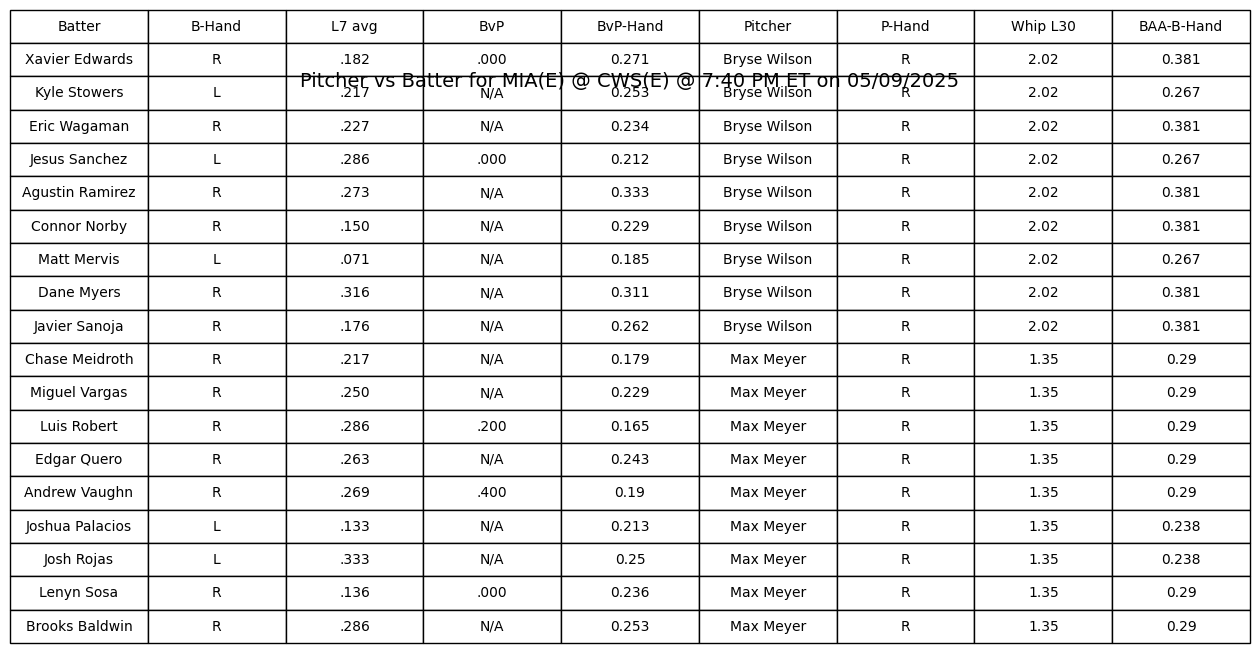 Batter B-Hand L7 avg BvP BvP-Hand Pitcher P-Hand Whip L30 BAA-B-Hand
Xavier Edwards R .182 .000 0.271 Bryse Wilson R 2.02 0.381
Pitcher vs Batter for MIA(E) @ CWS(E) @ 7:40 PM ET on 05/09/2025
Kyle Stowers L .217 N/A 0.253 Bryse Wilson R 2.02 0.267
Eric Wagaman R .227 N/A 0.234 Bryse Wilson R 2.02 0.381
Jesus Sanchez L .286 .000 0.212 Bryse Wilson R 2.02 0.267
Agustin Ramirez R .273 N/A 0.333 Bryse Wilson R 2.02 0.381
Connor Norby R .150 N/A 0.229 Bryse Wilson R 2.02 0.381
Matt Mervis L .071 N/A 0.185 Bryse Wilson R 2.02 0.267
Dane Myers R .316 N/A 0.311 Bryse Wilson R 2.02 0.381
Javier Sanoja R .176 N/A 0.262 Bryse Wilson R 2.02 0.381
Chase Meidroth R .217 N/A 0.179 Max Meyer R 1.35 0.29
Miguel Vargas R .250 N/A 0.229 Max Meyer R 1.35 0.29
Luis Robert R .286 .200 0.165 Max Meyer R 1.35 0.29
Edgar Quero R .263 N/A 0.243 Max Meyer R 1.35 0.29
Andrew Vaughn R .269 .400 0.19 Max Meyer R 1.35 0.29
Joshua Palacios L .133 N/A 0.213 Max Meyer R 1.35 0.238
Josh Rojas L .333 N/A 0.25 Max Meyer R 1.35 0.238
Lenyn Sosa R .136 .000 0.236 Max Meyer R 1.35 0.29
Brooks Baldwin R .286 N/A 0.253 Max Meyer R 1.35 0.29